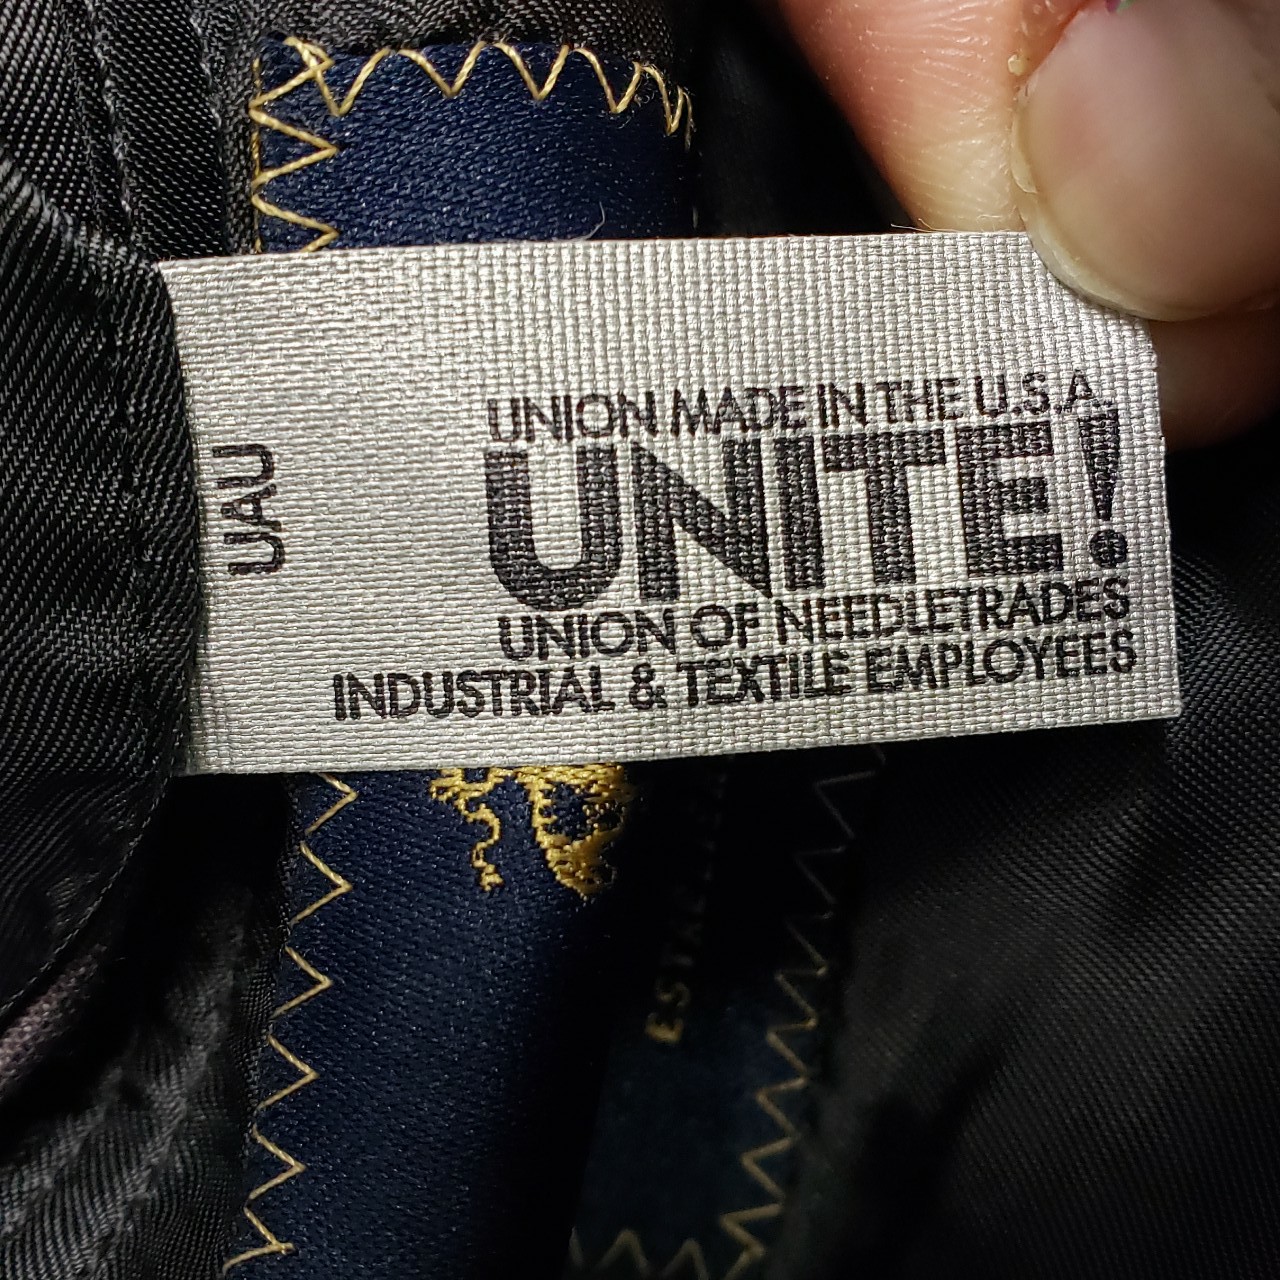 UAU
UNION MADE IN THE U.S.A.
UNITE!
UNION OF NEEDLETRADES
INDUSTRIAL & TEXTILE EMPLOYEES